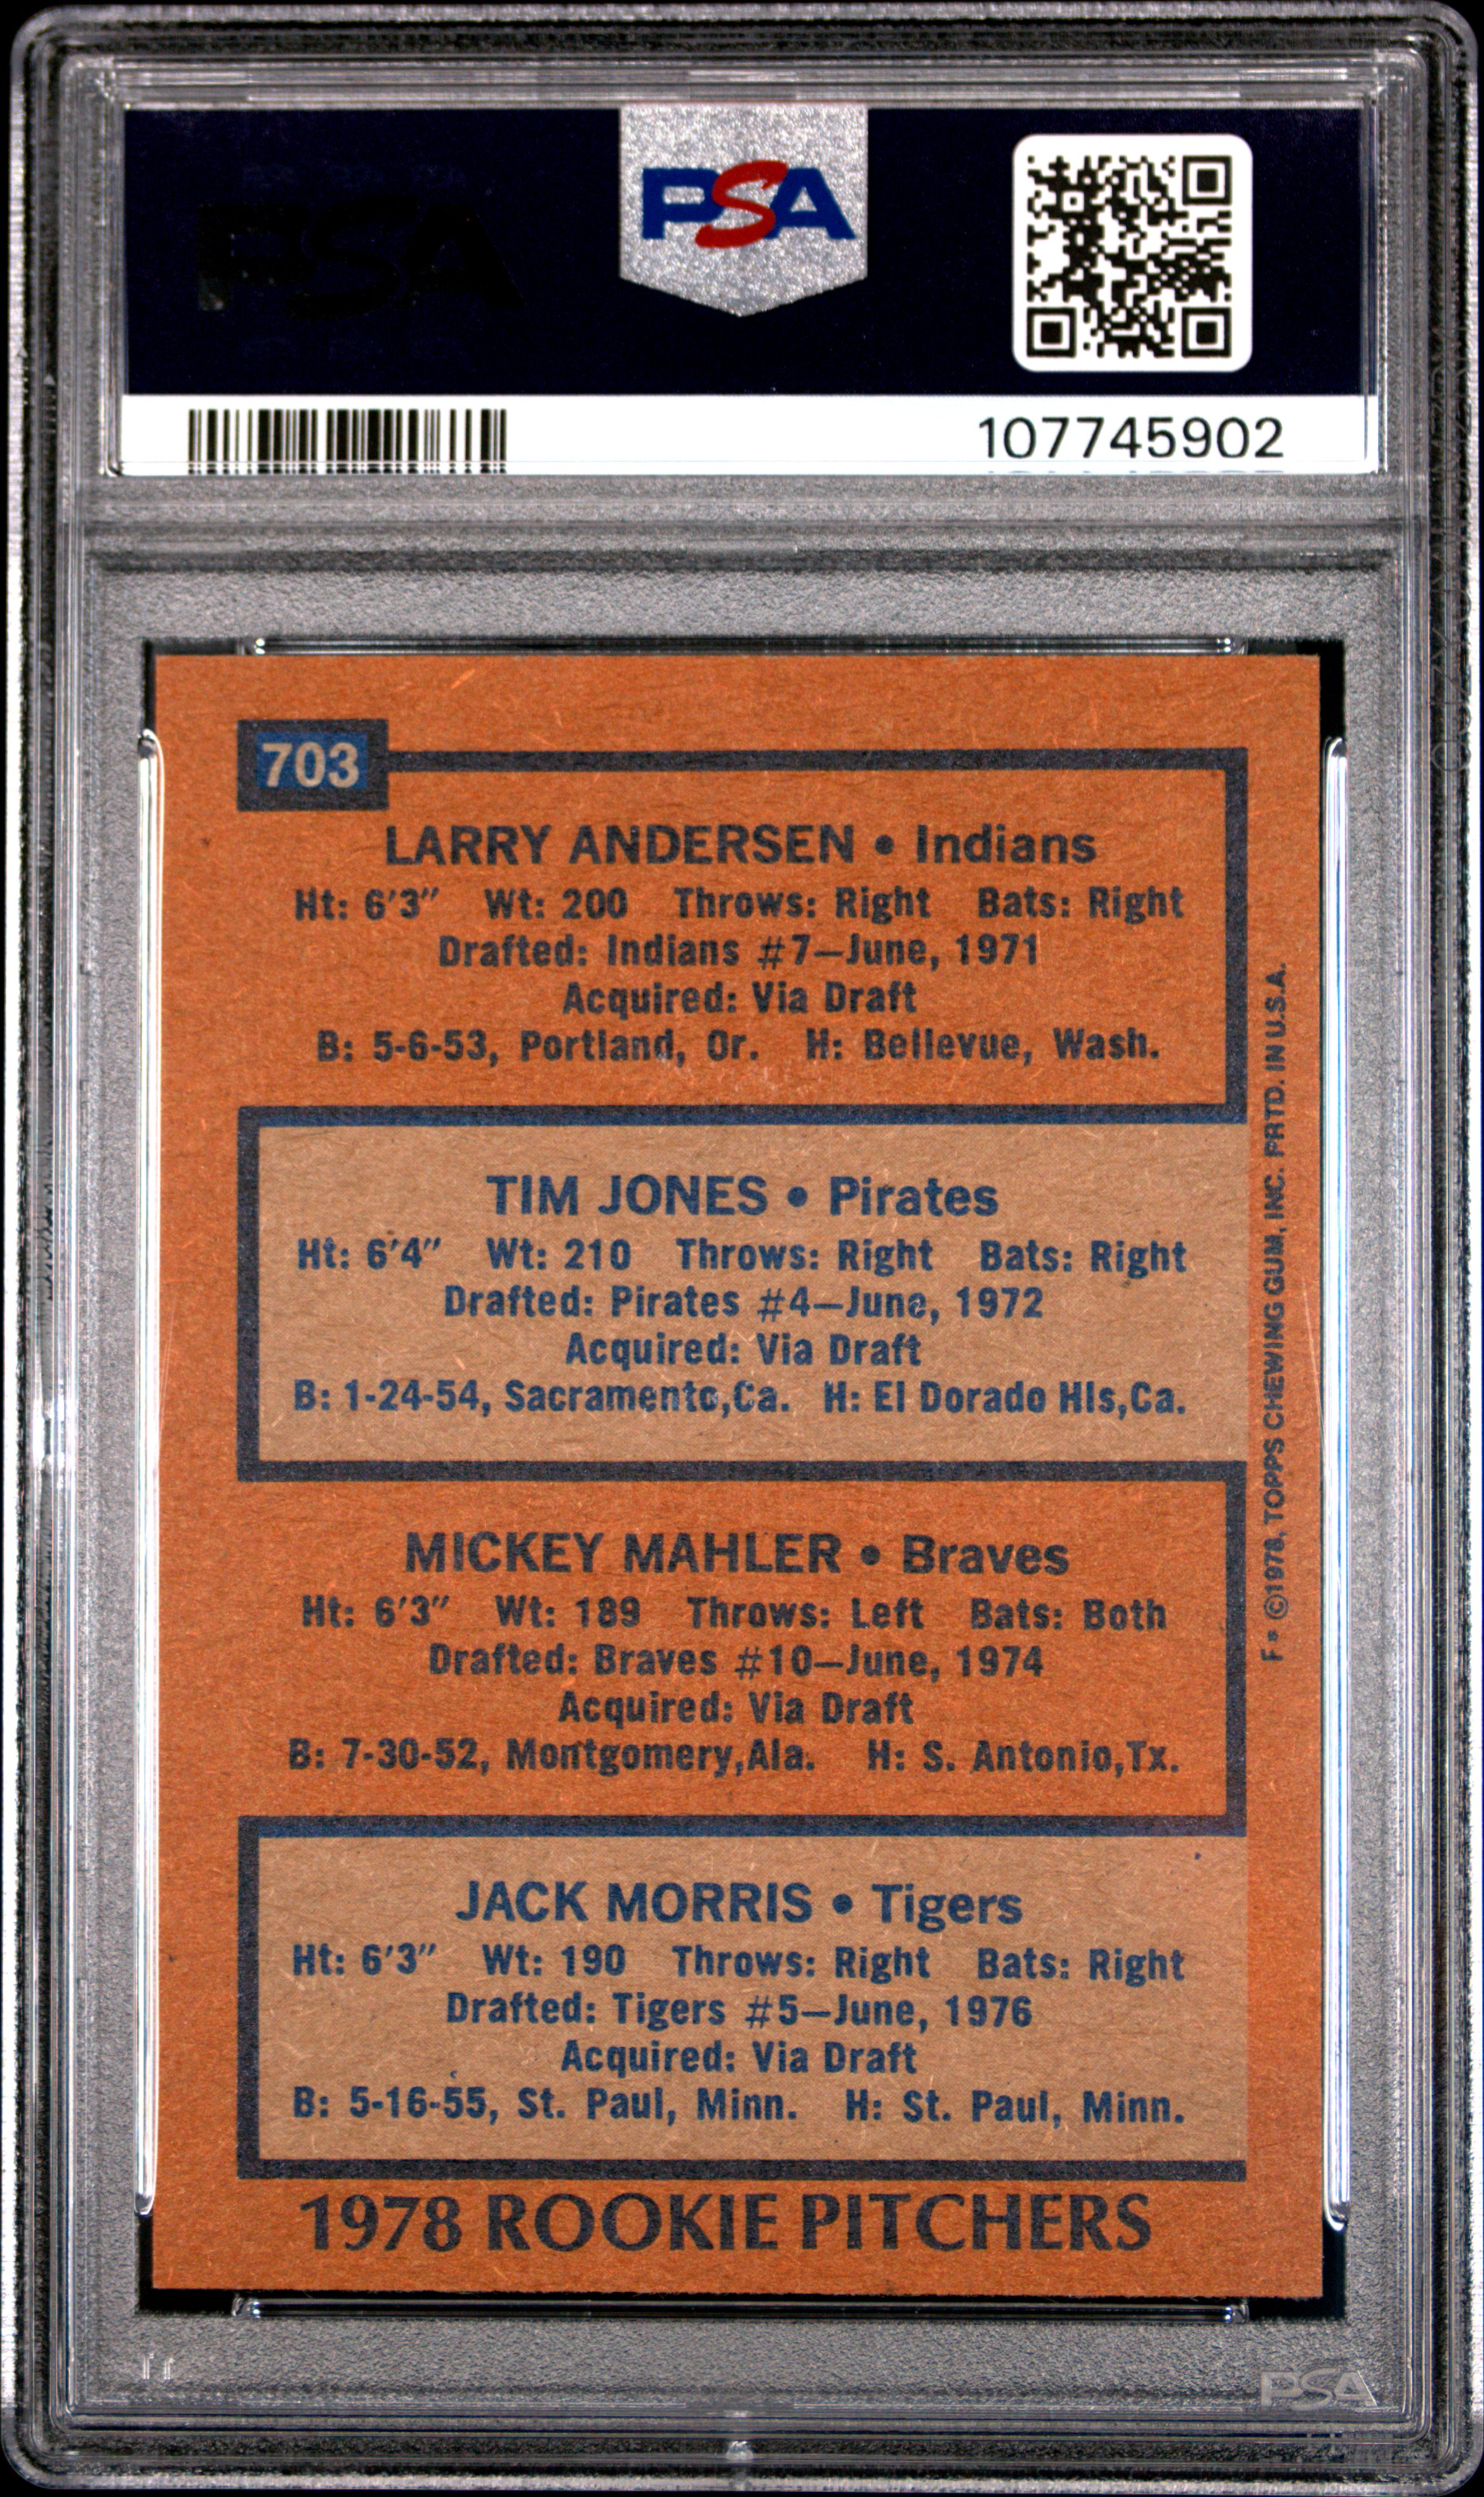 PSA
PSA
107745902
703
LARRY ANDERSEN • Indians
Ht: 6'3" Wt: 200 Throws: Right Bats: Right
Drafted: Indians #7—June, 1971
Acquired: Via Draft
B: 5-6-53, Portland, Or. H: Bellevue, Wash.
TIM JONES • Pirates
Ht: 6'4" Wt: 210 Throws: Right Bats: Right
Drafted: Pirates #4—June, 1972
Acquired: Via Draft
B: 1-24-54, Sacramento,Ca. H: El Dorado Hls,Ca.
MICKEY MAHLER • Braves
Ht: 6'3" Wt: 189 Throws: Left Bats: Both
Drafted: Braves #10—June, 1974
Acquired: Via Draft
B: 7-30-52, Montgomery,Ala. H: S. Antonio,Tx.
JACK MORRIS • Tigers
Ht: 6'3" Wt: 190 Throws: Right Bats: Right
Drafted: Tigers #5—June, 1976
Acquired: Via Draft
B: 5-16-55, St. Paul, Minn. H: St. Paul, Minn.
1978 ROOKIE PITCHERS
F* ©1978, TOPPS CHEWING GUM, INC. PRTD. IN U.S.A.
PSA